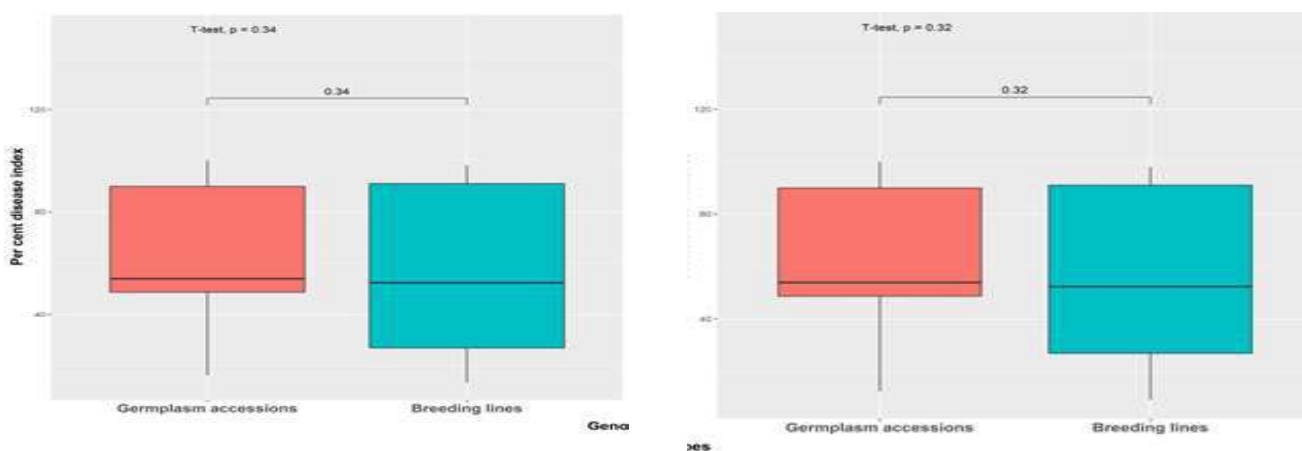 T-test, p = 0.34
0.34
120
80
40
Per cent disease index
Germplasm accessions
Breeding lines
Geno
T-test, p = 0.32
0.32
120
80
40
Germplasm accessions
Breeding lines
pes